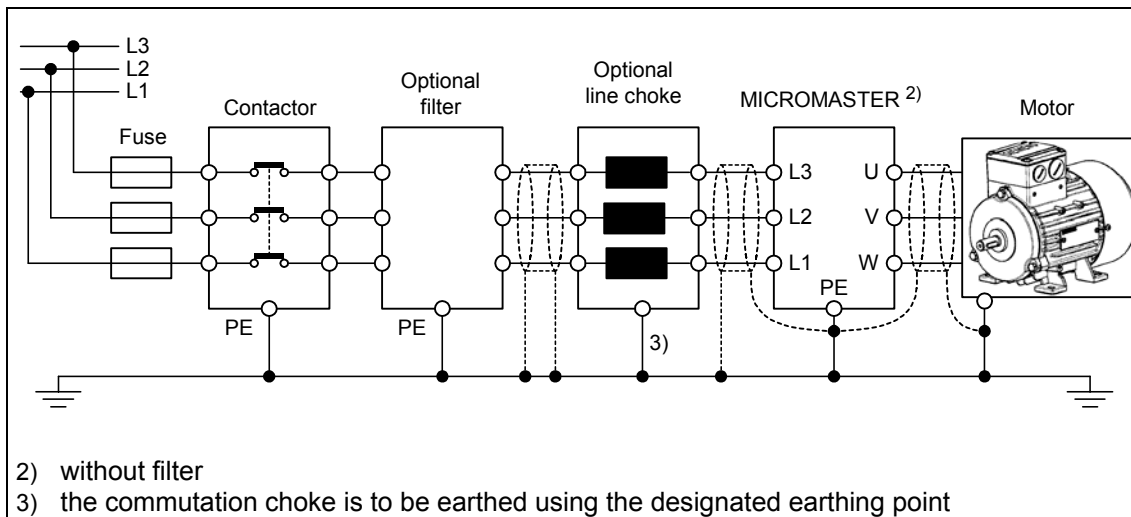 L3
L2
L1
Fuse
Contactor
Optional
filter
Optional
line choke
MICROMASTER 2)
Motor
L3
L2
L1
U
V
W
PE
PE
PE
3)
2) without filter
3) the commutation choke is to be earthed using the designated earthing point